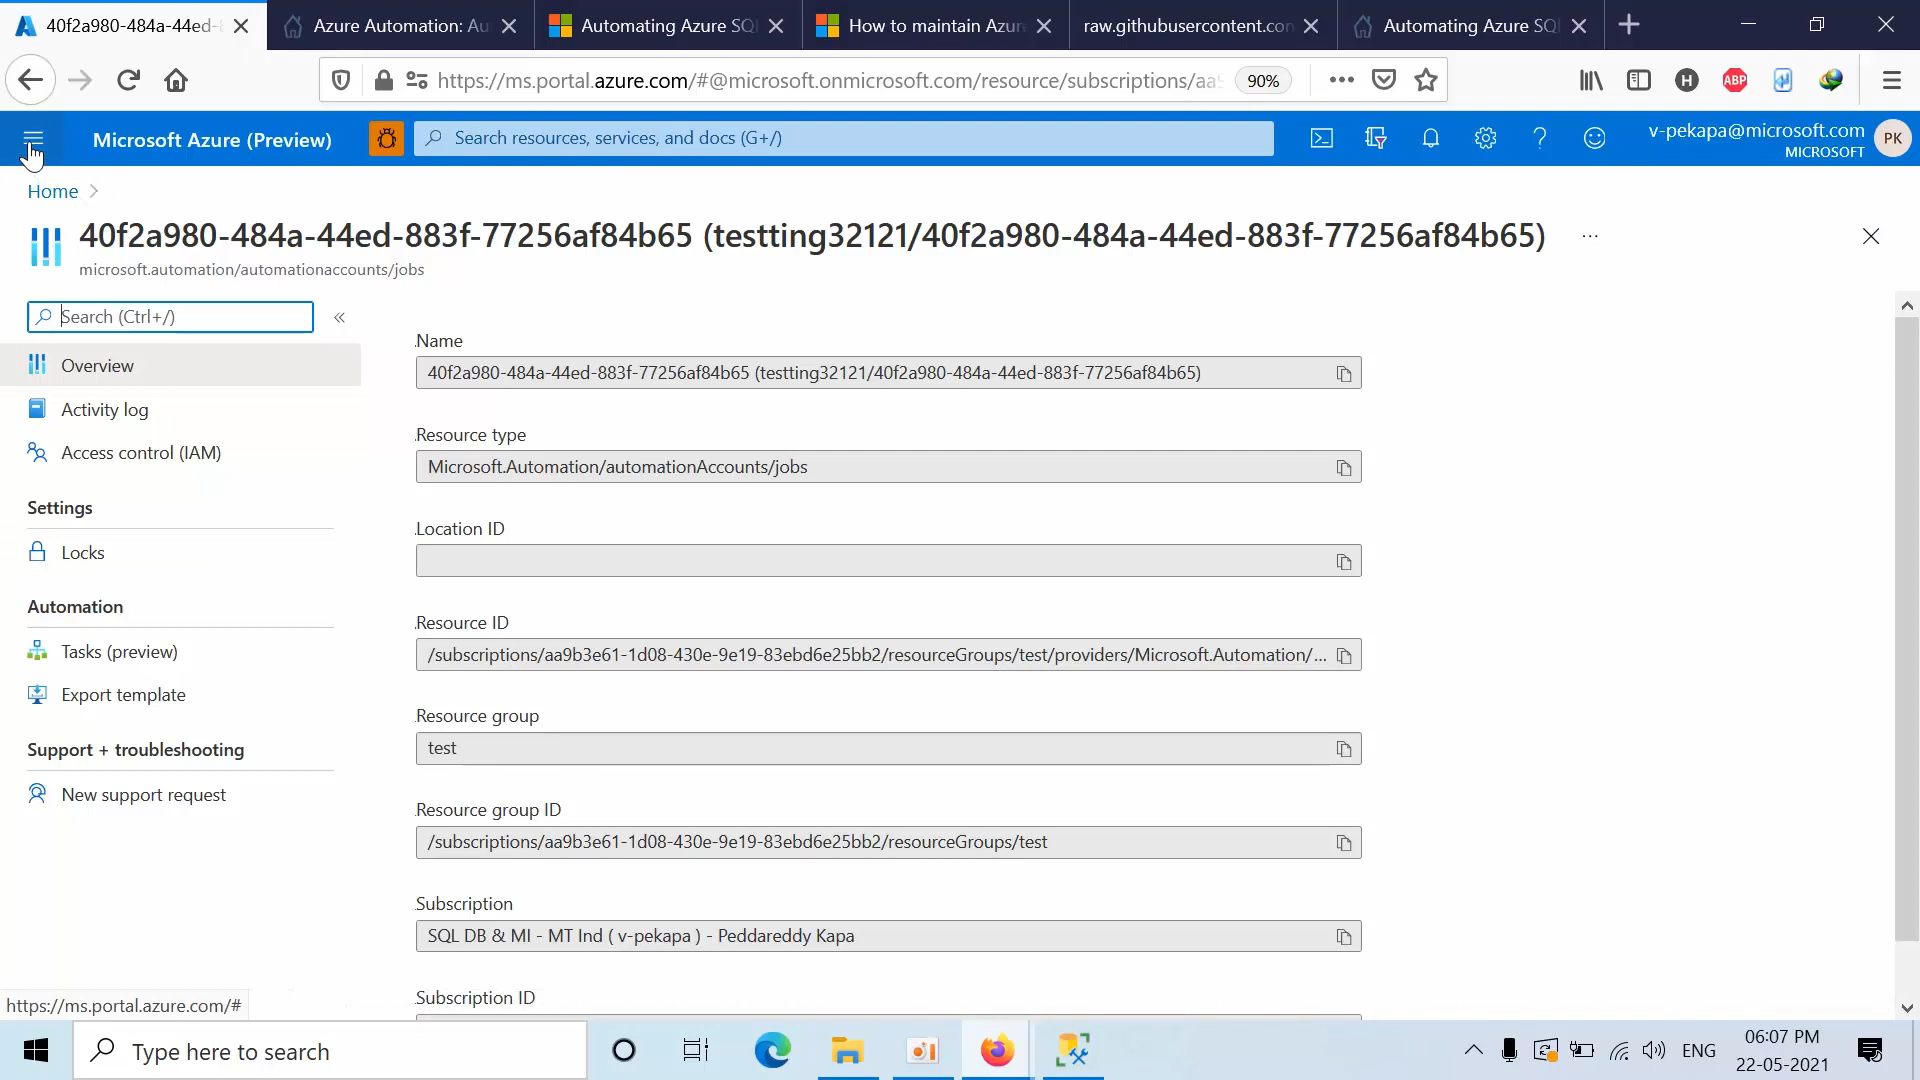 40f2a980-484a-44ed-
Azure Automation: Au
Automating Azure SQ
How to maintain Azur
raw.githubusercontent.co
Automating Azure SQ
https://ms.portal.azure.com/#@microsoft.onmicrosoft.com/resource/subscriptions/aa
90%
H
ABP
Microsoft Azure (Preview)
Search resources, services, and docs (G+/)
v-pekapa@microsoft.com
MICROSOFT
PK
Home
40f2a980-484a-44ed-883f-77256af84b65 (testting32121/40f2a980-484a-44ed-883f-77256af84b65)
microsoft.automation/automationaccounts/jobs
Search (Ctrl+/)
Overview
Activity log
Access control (IAM)
Settings
Locks
Automation
Tasks (preview)
Export template
Support + troubleshooting
New support request
Name
40f2a980-484a-44ed-883f-77256af84b65 (testting32121/40f2a980-484a-44ed-883f-77256af84b65)
Resource type
Microsoft.Automation/automationAccounts/jobs
Location ID
Resource ID
/subscriptions/aa9b3e61-1d08-430e-9e19-83ebd6e25bb2/resourceGroups/test/providers/Microsoft.Automation/...
Resource group
test
Resource group ID
/subscriptions/aa9b3e61-1d08-430e-9e19-83ebd6e25bb2/resourceGroups/test
Subscription
SQL DB & MI - MT Ind ( v-pekapa ) - Peddareddy Kapa
Subscription ID
https://ms.portal.azure.com/#
Type here to search
ENG
06:07 PM
22-05-2021